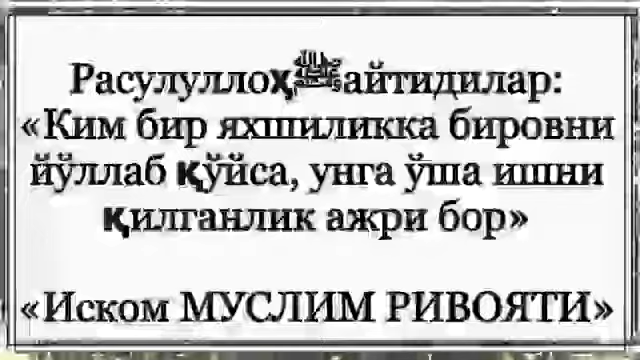 Расулуллоҳ ﷺ айтидилар:
«Ким бир яхшиликка бировни
йўллаб қўйса, унга ўша ишни
қилганлик ажри бор»
«Иском МУСЛИМ РИВОЯТИ»